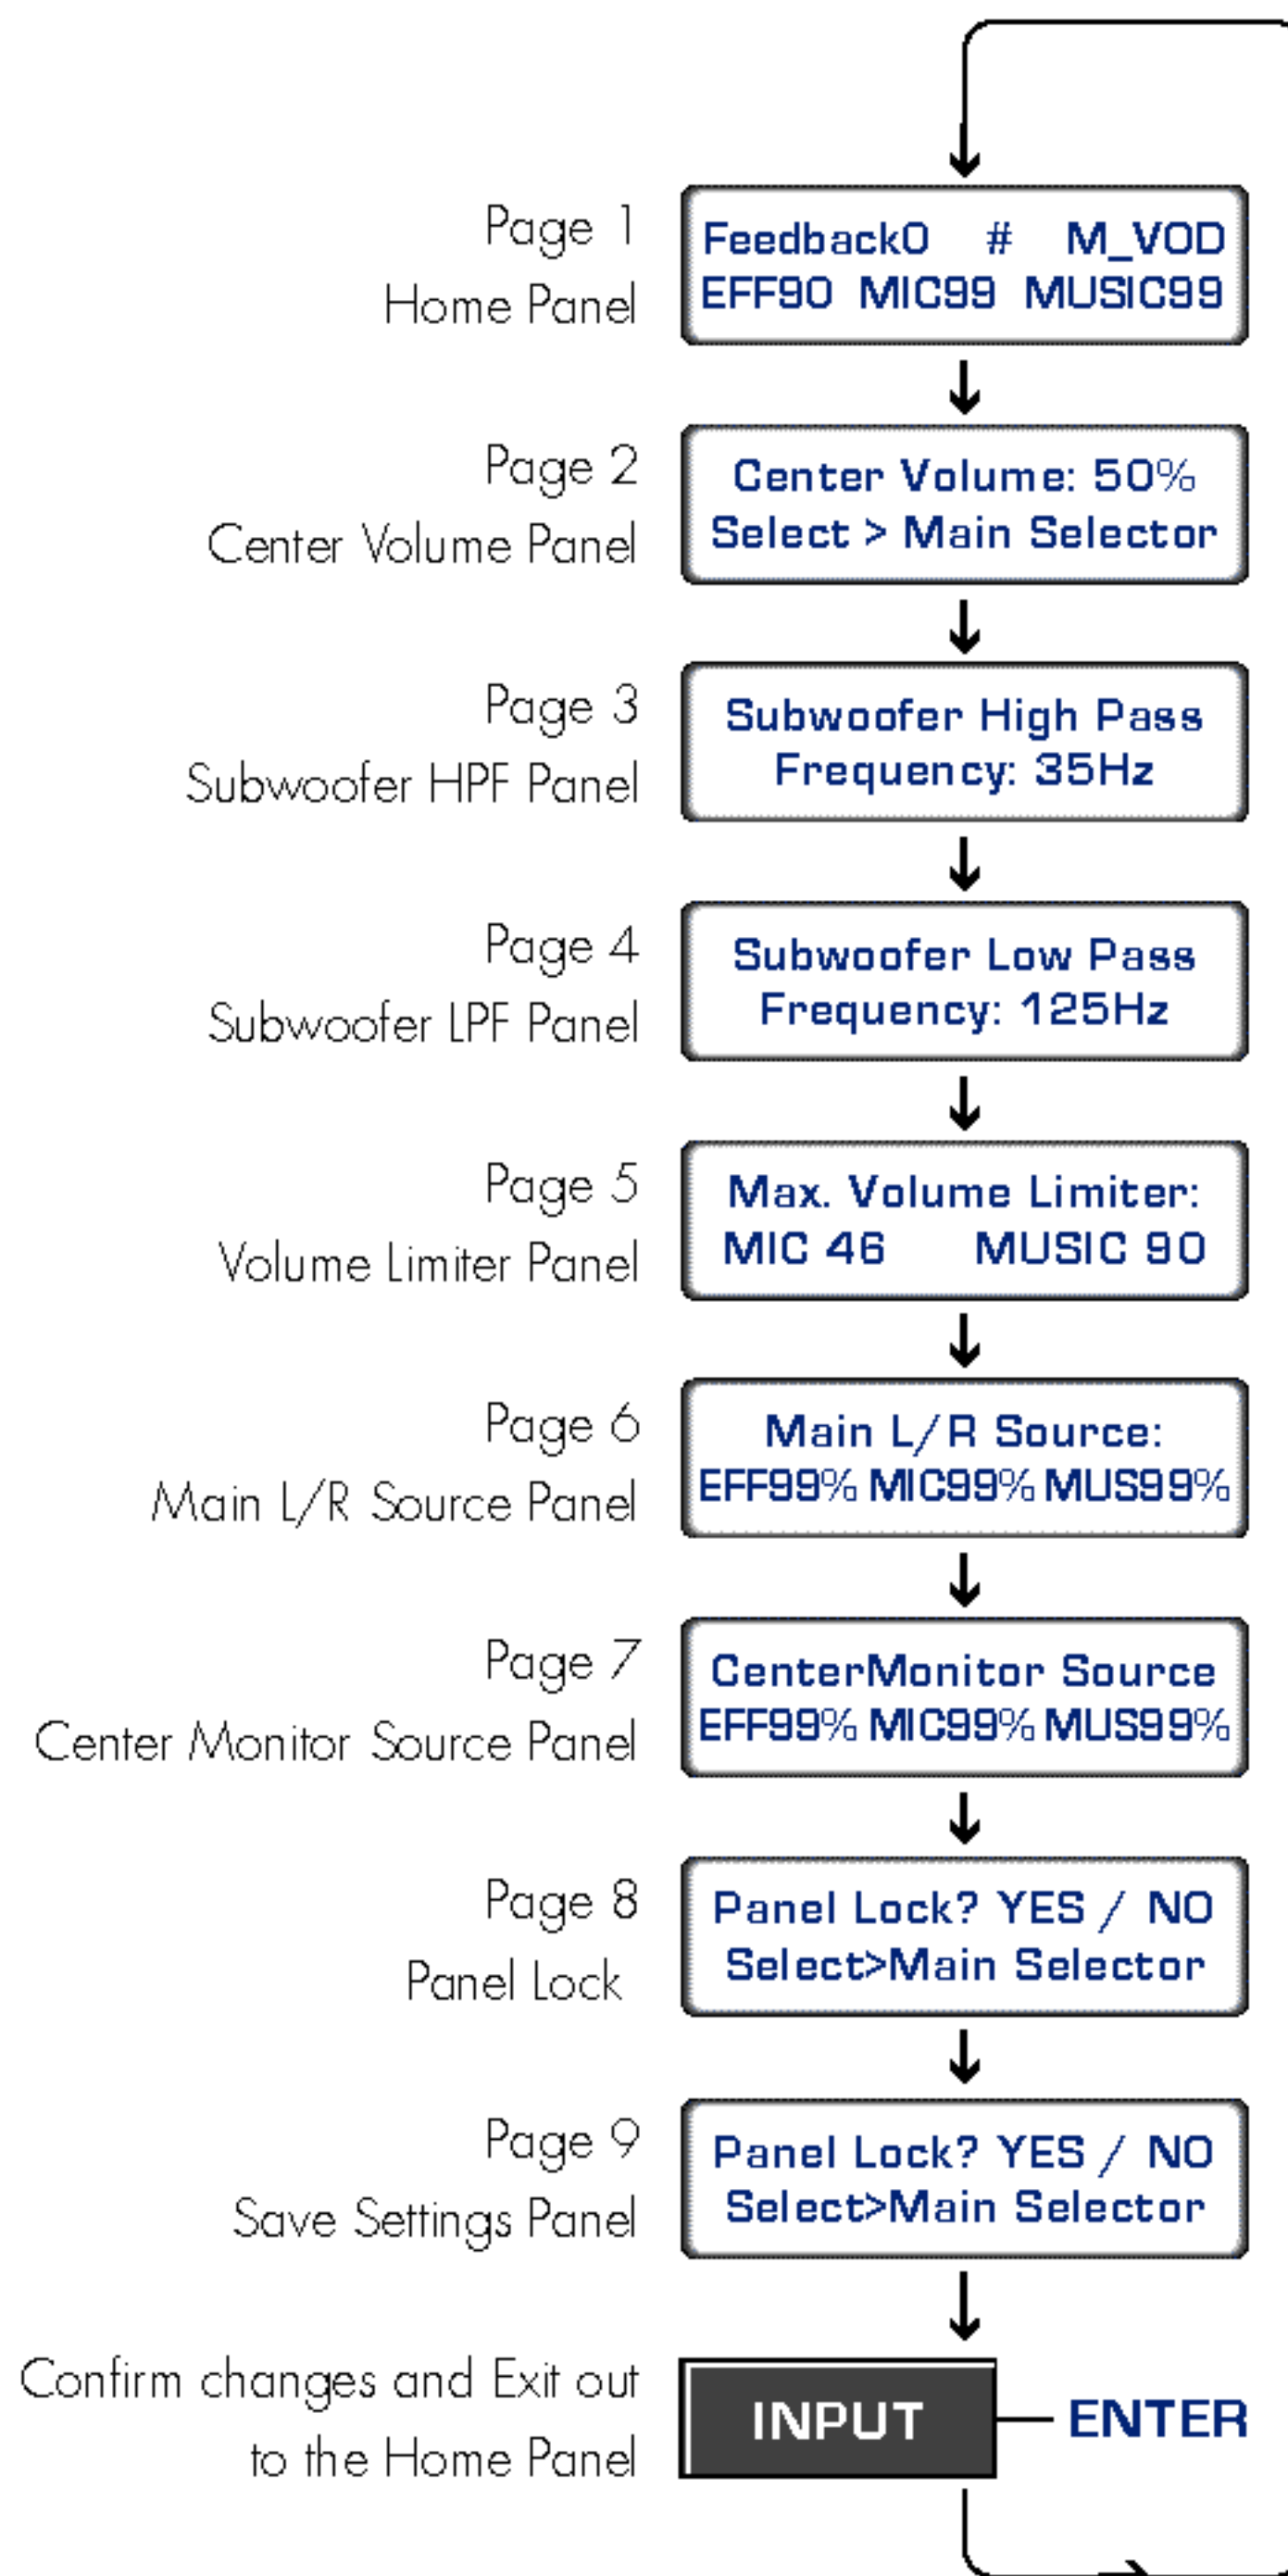 Page 1
Home Panel
Feedback0 # M_VOD
EFF90 MIC99 MUSIC99
Page 2
Center Volume Panel
Center Volume: 50%
Select > Main Selector
Page 3
Subwoofer HPF Panel
Subwoofer High Pass
Frequency: 35Hz
Page 4
Subwoofer LPF Panel
Subwoofer Low Pass
Frequency: 125Hz
Page 5
Volume Limiter Panel
Max. Volume Limiter:
MIC 46 MUSIC 90
Page 6
Main L/R Source Panel
Main L/R Source:
EFF99% MIC99% MUS99%
Page 7
Center Monitor Source Panel
CenterMonitor Source
EFF99% MIC99% MUS99%
Page 8
Panel Lock
Panel Lock? YES / NO
Select>Main Selector
Page 9
Save Settings Panel
Panel Lock? YES / NO
Select>Main Selector
Confirm changes and Exit out
to the Home Panel
INPUT
ENTER